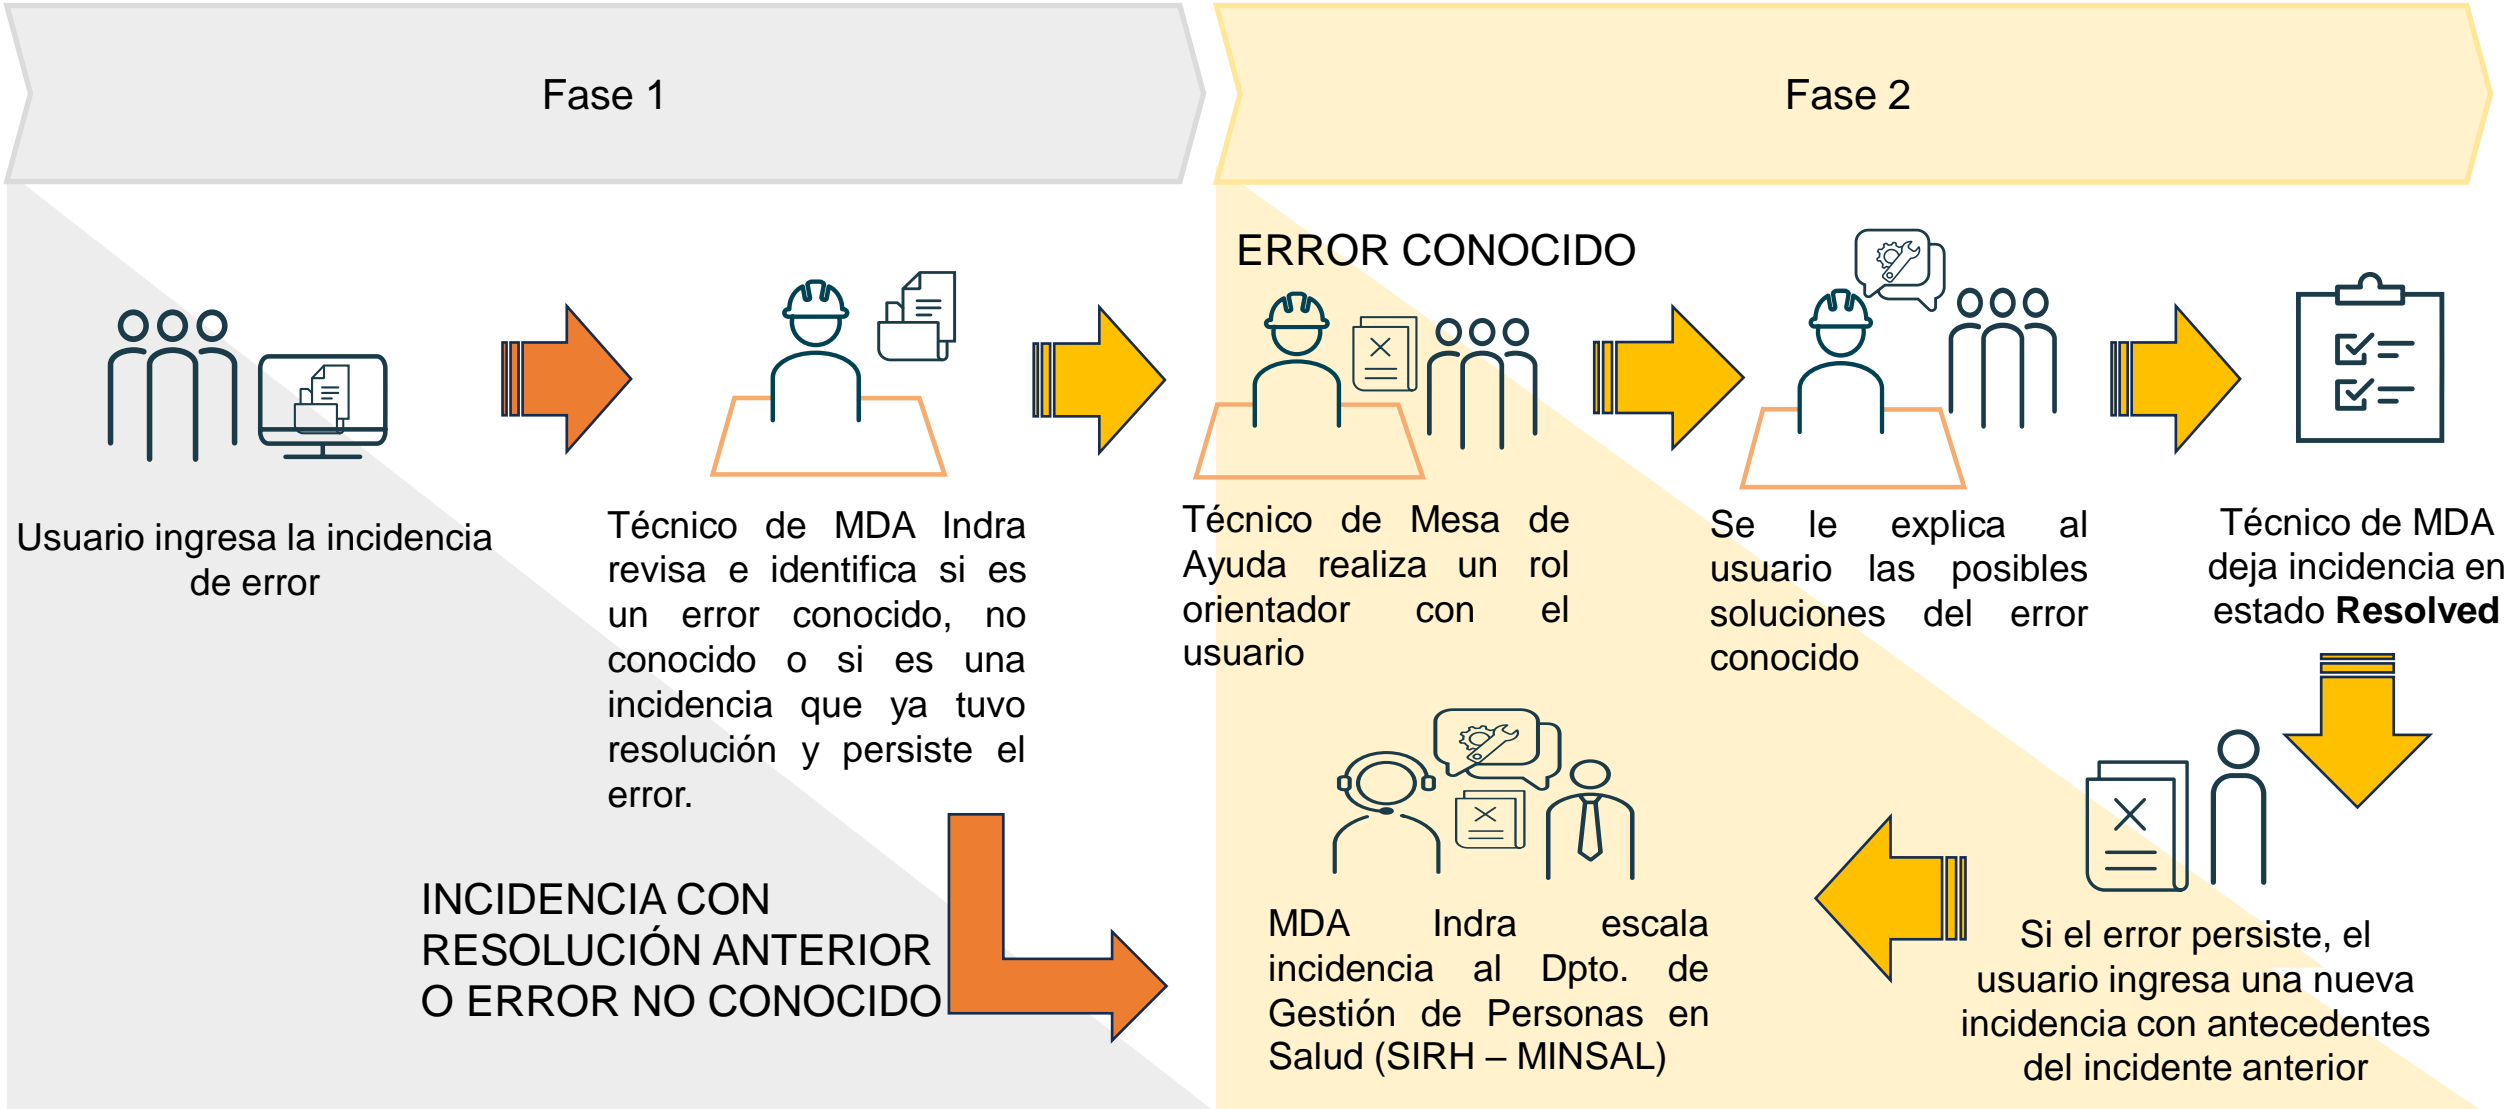 Fase 1
Fase 2
ERROR CONOCIDO
Usuario ingresa la incidencia
de error
Técnico de MDA Indra
revisa e identifica si es
un error conocido, no
conocido o si es una
incidencia que ya tuvo
resolución y persiste el
error.
Técnico de Mesa de
Ayuda realiza un rol
orientador con el
usuario
Se le explica al
usuario las posibles
soluciones del error
conocido
Técnico de MDA
deja incidencia en
estado Resolved
INCIDENCIA CON
RESOLUCIÓN ANTERIOR
O ERROR NO CONOCIDO
MDA Indra escala
incidencia al Dpto. de
Gestión de Personas en
Salud (SIRH – MINSAL)
Si el error persiste, el
usuario ingresa una nueva
incidencia con antecedentes
del incidente anterior